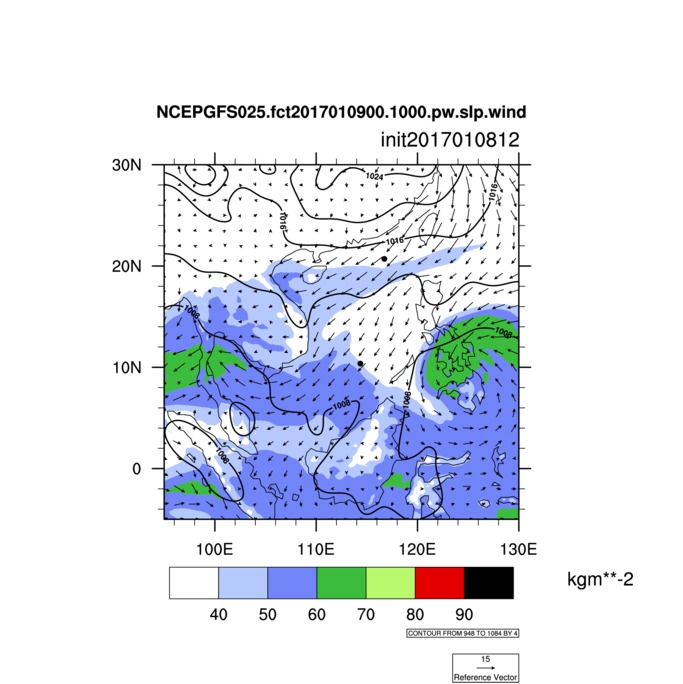 NCEPGFS025.fct2017010900.1000.pw.slp.wind
init2017010812
30N
1024
1016
1016
1016
20N
1008
1008
10N
1008
1008
1008
0
100E 110E 120E 130E
kgm**-2
40 50 60 70 80 90
CONTOUR FROM 948 TO 1084 BY 4
15
Reference Vector